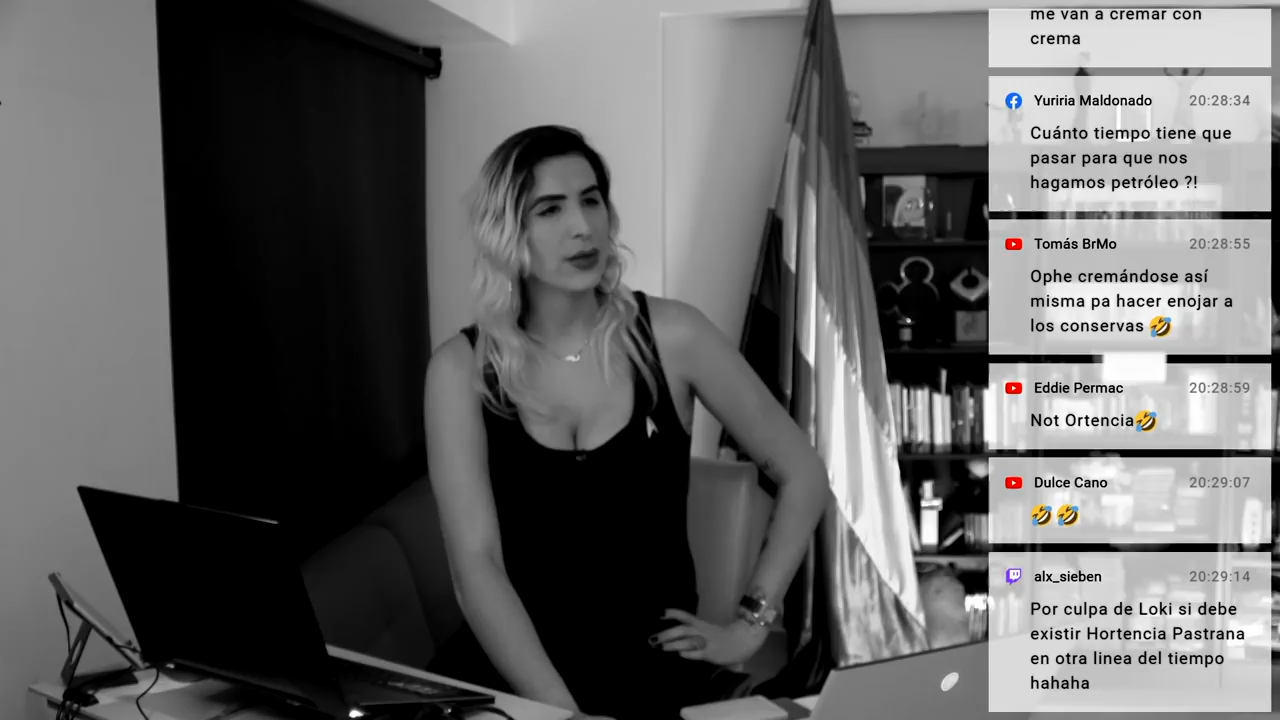 me van a cremar con
crema
Yuriria Maldonado 20:28:34
Cuánto tiempo tiene que
pasar para que nos
hagamos petróleo ?!
Tomás BrMo 20:28:55
Ophe cremándose así
misma pa hacer enojar a
los conservas 🤣
Eddie Permac 20:28:59
Not Ortencia🤣
Dulce Cano 20:29:07
🤣🤣
alx_sieben 20:29:14
Por culpa de Loki si debe
existir Hortencia Pastrana
en otra linea del tiempo
hahaha